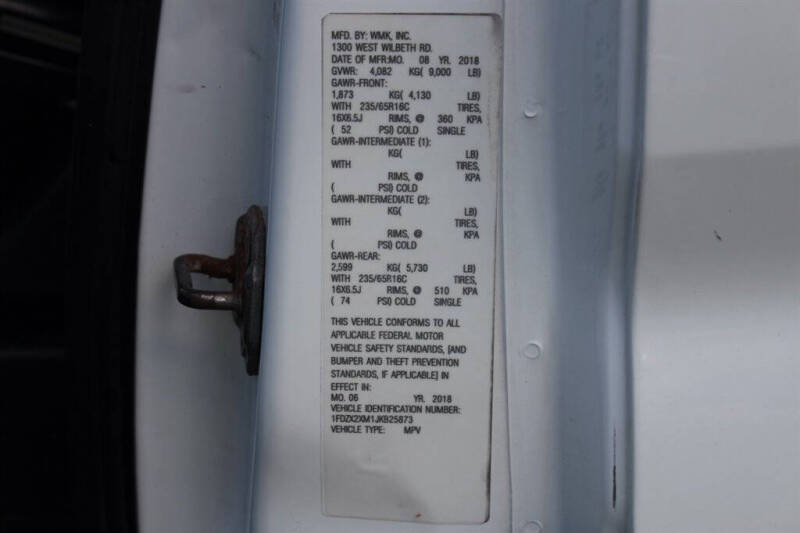 MFD. BY: WMK, INC.
1300 WEST WILBETH RD.
DATE OF MFR:MO. 08 YR. 2018
GVWR: 4,082 KG( 9,000 LB)
GAWR-FRONT:
1,873 KG( 4,130 LB)
WITH 235/65R16C TIRES,
16X6.5J RIMS, @ 360 KPA
( 52 PSI) COLD SINGLE
GAWR-INTERMEDIATE (1):
KG( LB)
WITH TIRES,
RIMS, @ KPA
( PSI) COLD
GAWR-INTERMEDIATE (2):
KG( LB)
WITH TIRES,
RIMS, @ KPA
( PSI) COLD
GAWR-REAR:
2,599 KG( 5,730 LB)
WITH 235/65R16C TIRES,
16X6.5J RIMS, @ 510 KPA
( 74 PSI) COLD SINGLE
THIS VEHICLE CONFORMS TO ALL
APPLICABLE FEDERAL MOTOR
VEHICLE SAFETY STANDARDS, [AND
BUMPER AND THEFT PREVENTION
STANDARDS, IF APPLICABLE] IN
EFFECT IN:
MO. 06 YR. 2018
VEHICLE IDENTIFICATION NUMBER:
1FDZX2XM1JKB25873
VEHICLE TYPE: MPV